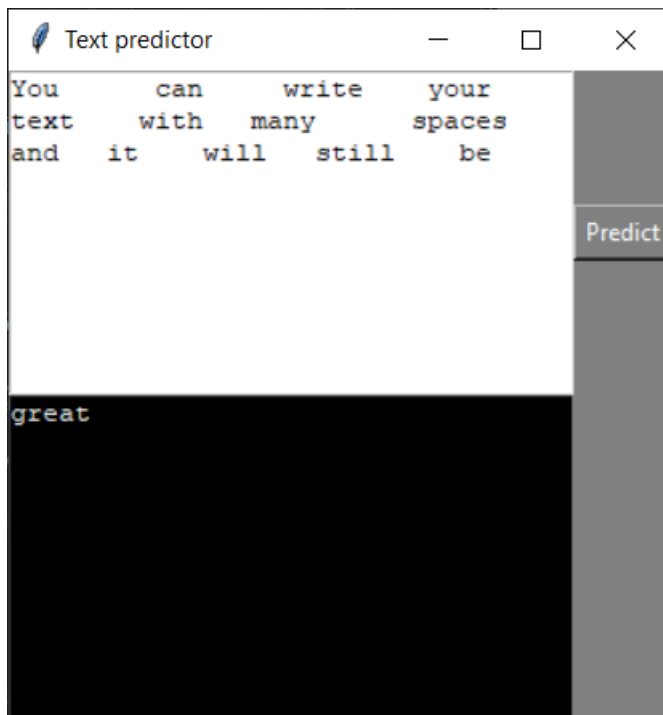 Text predictor
You      can     write    your
text    with   many      spaces
and   it    will   still    be
Predict
great